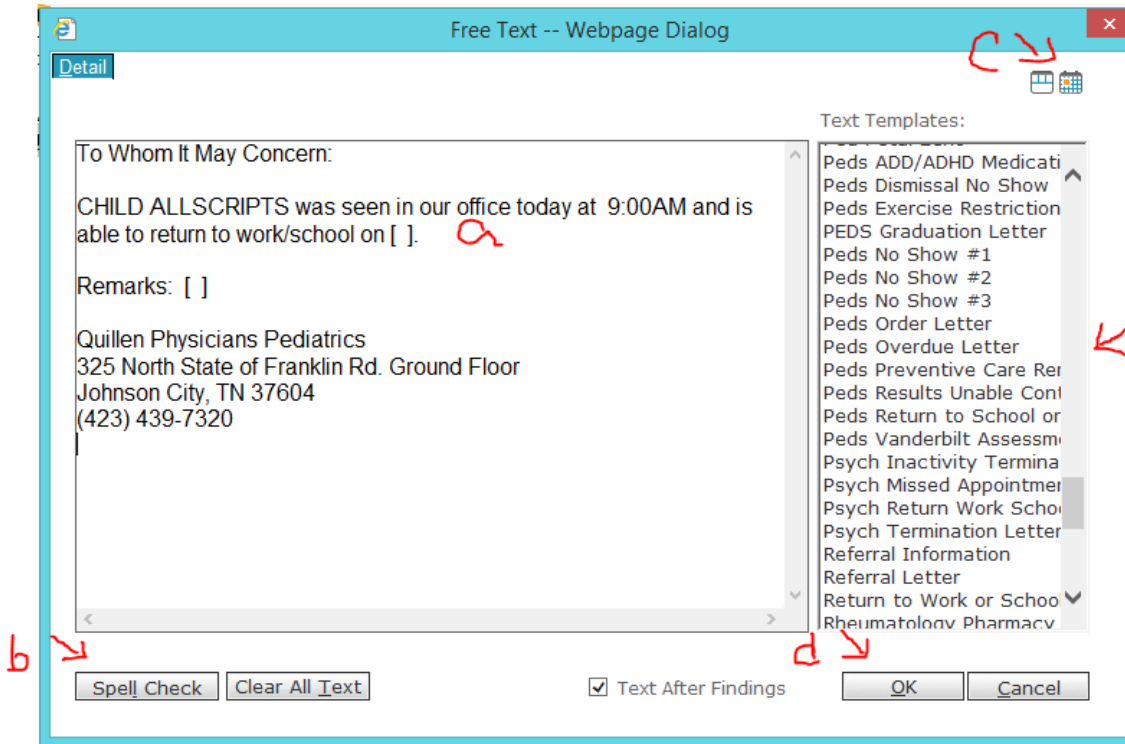 Free Text -- Webpage Dialog
Detail
c
Text Templates:
To Whom It May Concern:
CHILD ALLSCRIPTS was seen in our office today at 9:00AM and is
able to return to work/school on [ ].
a
Remarks: [ ]
Quillen Physicians Pediatrics
325 North State of Franklin Rd. Ground Floor
Johnson City, TN 37604
(423) 439-7320
Peds ADD/ADHD Medicati
Peds Dismissal No Show
Peds Exercise Restriction
PEDS Graduation Letter
Peds No Show #1
Peds No Show #2
Peds No Show #3
Peds Order Letter
Peds Overdue Letter
Peds Preventive Care Rer
Peds Results Unable Cont
Peds Return to School or
Peds Vanderbilt Assessme
Psych Inactivity Termina
Psych Missed Appointmer
Psych Return Work Schoo
Psych Termination Letter
Referral Information
Referral Letter
Return to Work or Schoo
Rheumatology Pharmacy
b
d
Spell Check
Clear All Text
Text After Findings
OK
Cancel